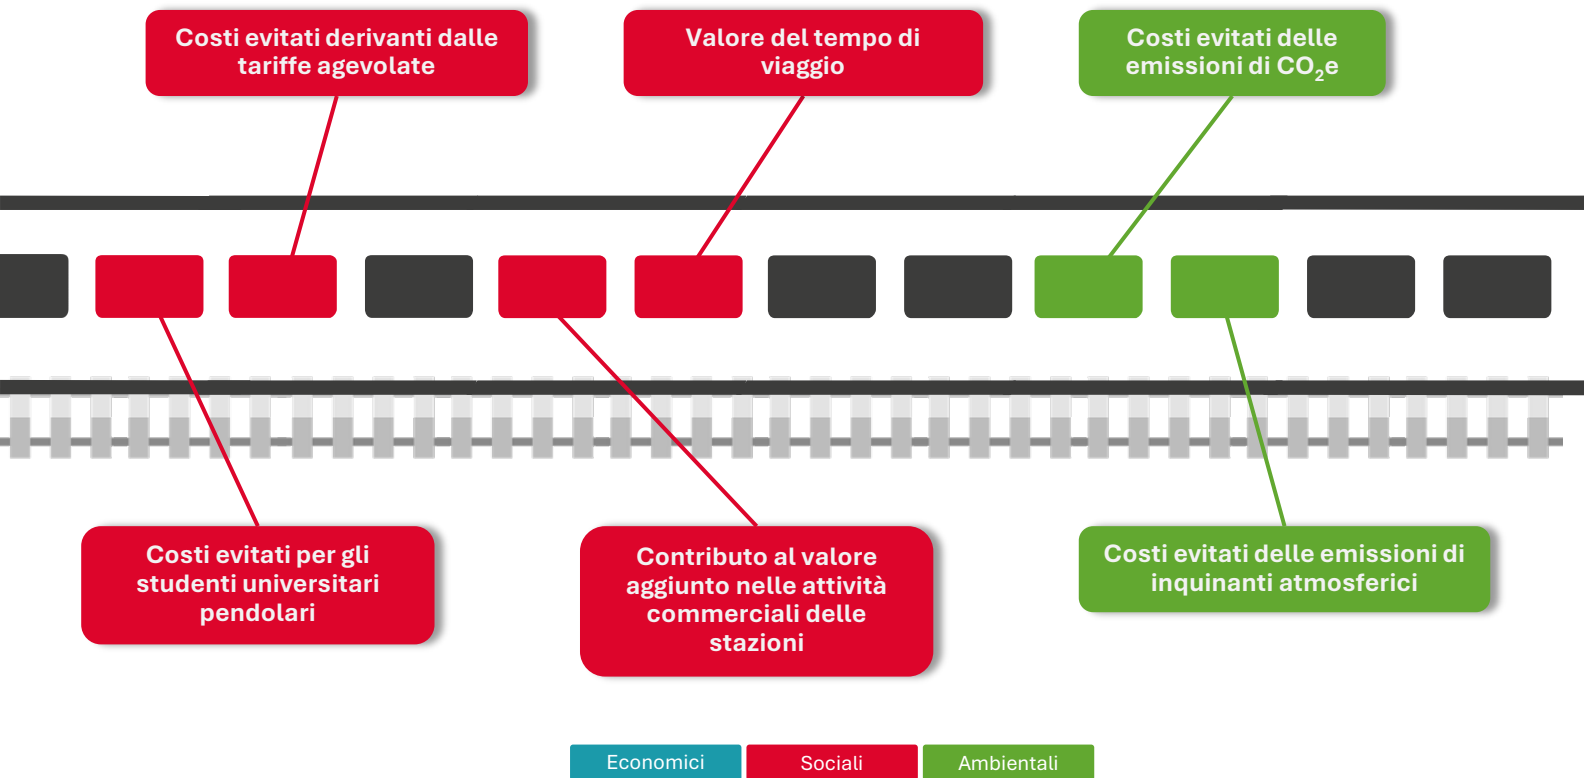 Costi evitati derivanti dalle
tariffe agevolate
Valore del tempo di
viaggio
Costi evitati delle
emissioni di CO₂e
Costi evitati per gli
studenti universitari
pendolari
Contributo al valore
aggiunto nelle attività
commerciali delle
stazioni
Costi evitati delle emissioni di
inquinanti atmosferici
Economici
Sociali
Ambientali